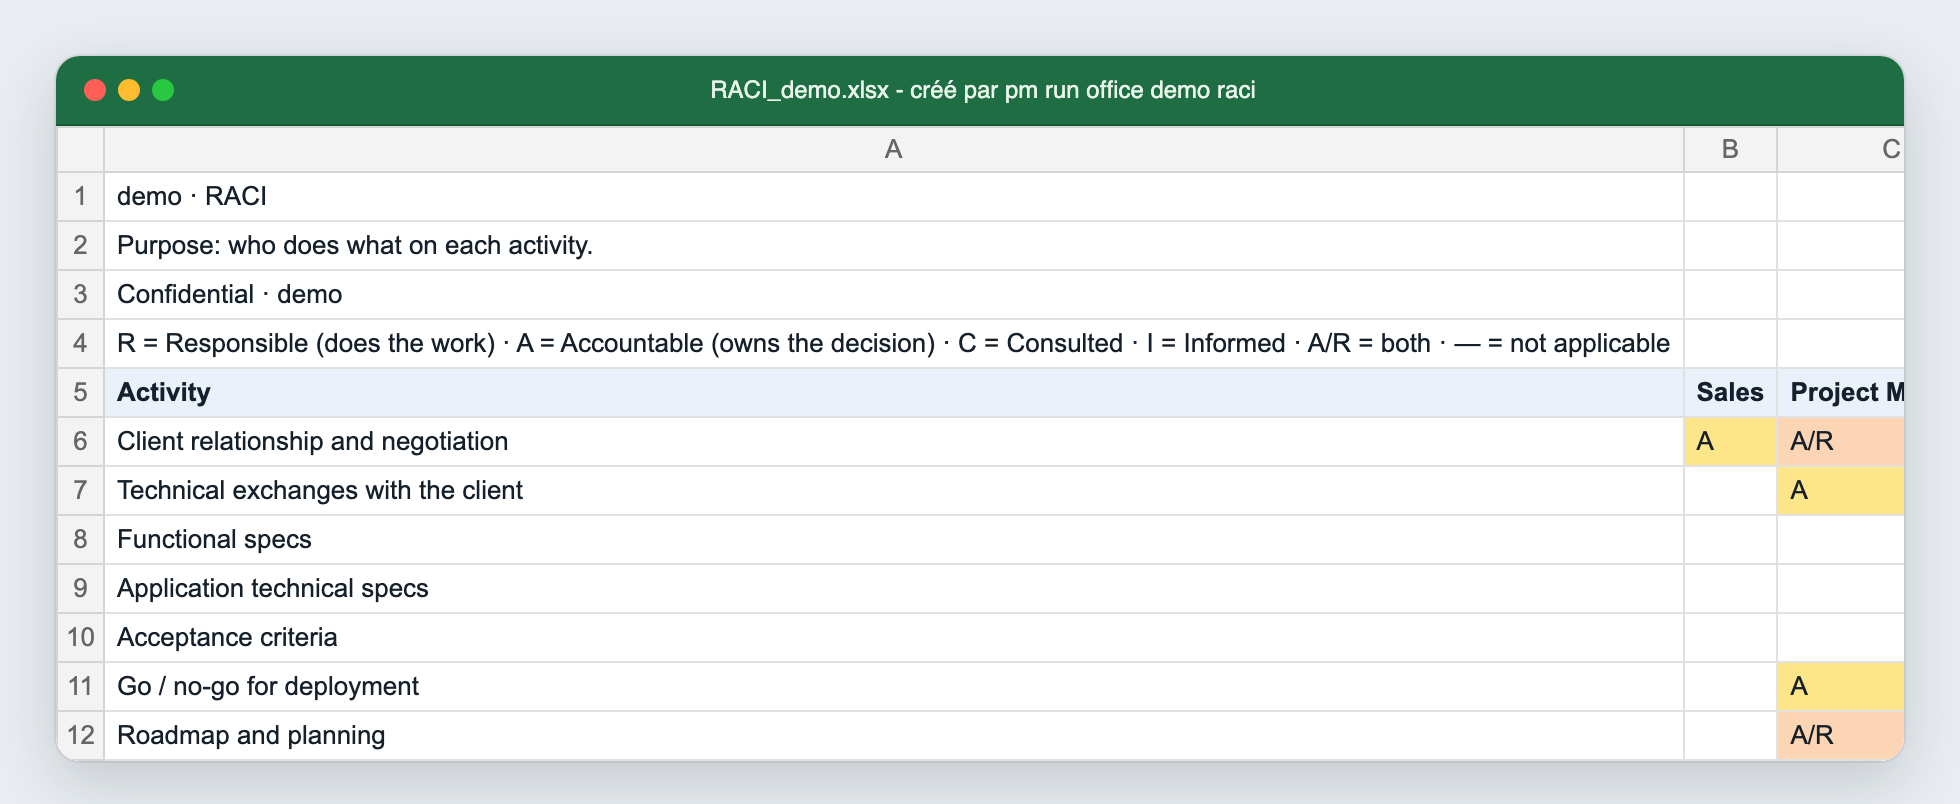 RACI_demo.xlsx - créé par pm run office demo raci
A B C
1 demo · RACI
2 Purpose: who does what on each activity.
3 Confidential · demo
4 R = Responsible (does the work) · A = Accountable (owns the decision) · C = Consulted · I = Informed · A/R = both · — = not applicable
5 Activity Sales Project M
6 Client relationship and negotiation A A/R
7 Technical exchanges with the client A
8 Functional specs
9 Application technical specs
10 Acceptance criteria
11 Go / no-go for deployment A
12 Roadmap and planning A/R